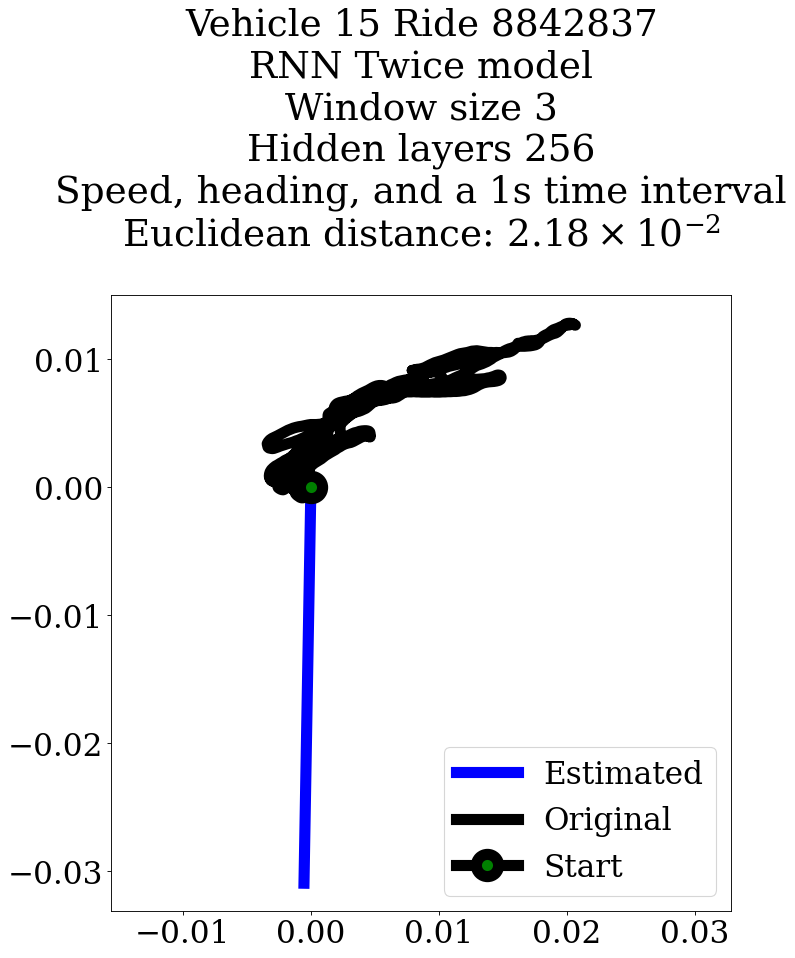 Vehicle 15 Ride 8842837
RNN Twice model
Window size 3
Hidden layers 256
Speed, heading, and a 1s time interval
Euclidean distance: 2.18 × 10⁻²
0.01
0.00
−0.01
−0.02
−0.03
Estimated
Original
Start
−0.01 0.00 0.01 0.02 0.03